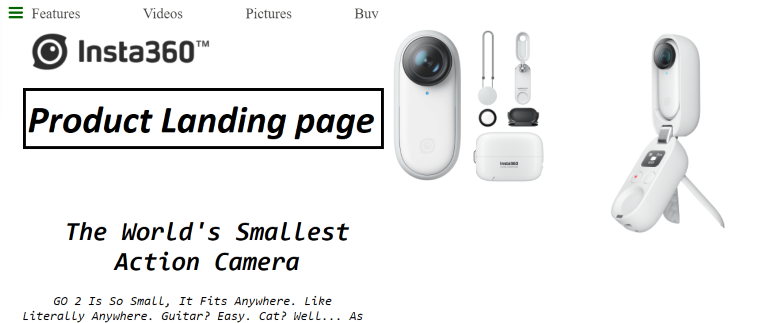 Features Videos Pictures Buy
Insta360™
Product Landing page
Insta360
The World's Smallest
Action Camera
GO 2 Is So Small, It Fits Anywhere. Like
Literally Anywhere. Guitar? Easy. Cat? Well... As